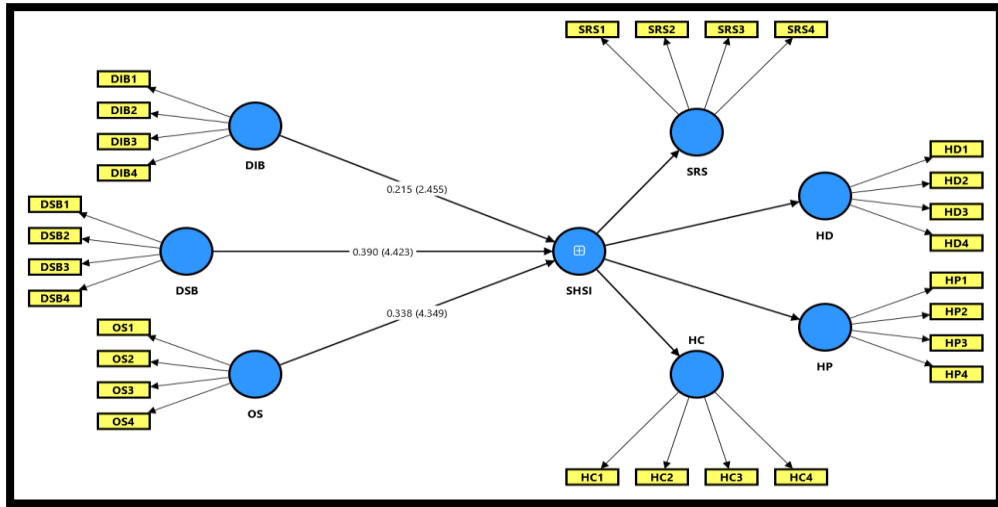 SRS1 SRS2 SRS3 SRS4
DIB1
DIB2
DIB3
DIB4
DIB
0.215 (2.455)
SRS
HD1
HD2
HD3
HD4
HD
DSB1
DSB2
DSB3
DSB4
DSB
0.390 (4.423)
SHSI
0.338 (4.349)
HP1
HP2
HP3
HP4
HP
OS1
OS2
OS3
OS4
OS
HC
HC1 HC2 HC3 HC4